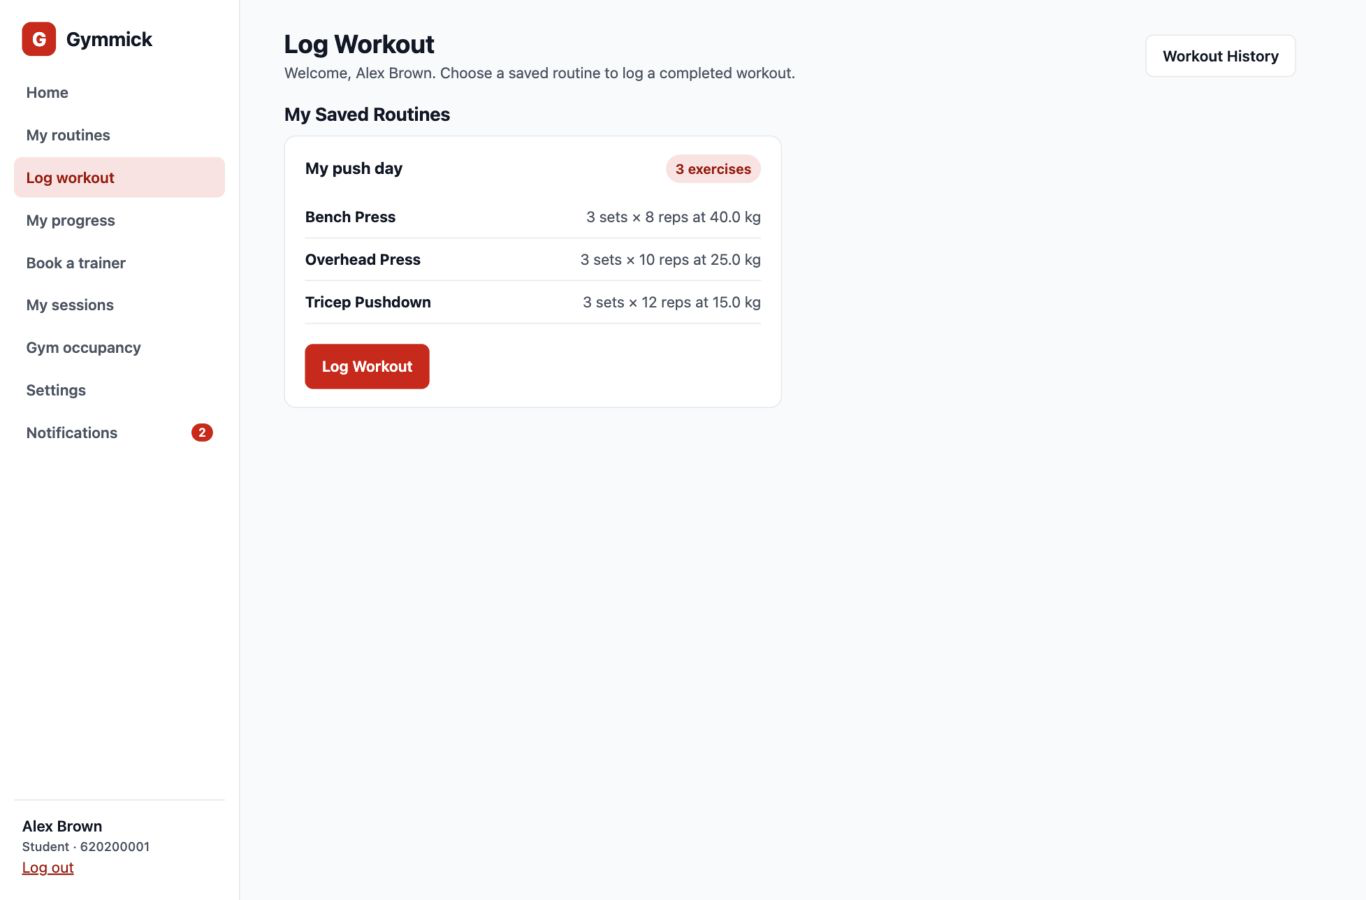 G Gymmick
Home
My routines
Log workout
My progress
Book a trainer
My sessions
Gym occupancy
Settings
Notifications 2
Alex Brown
Student · 620200001
Log out
Log Workout
Welcome, Alex Brown. Choose a saved routine to log a completed workout.
Workout History
My Saved Routines
My push day 3 exercises
Bench Press 3 sets × 8 reps at 40.0 kg
Overhead Press 3 sets × 10 reps at 25.0 kg
Tricep Pushdown 3 sets × 12 reps at 15.0 kg
Log Workout